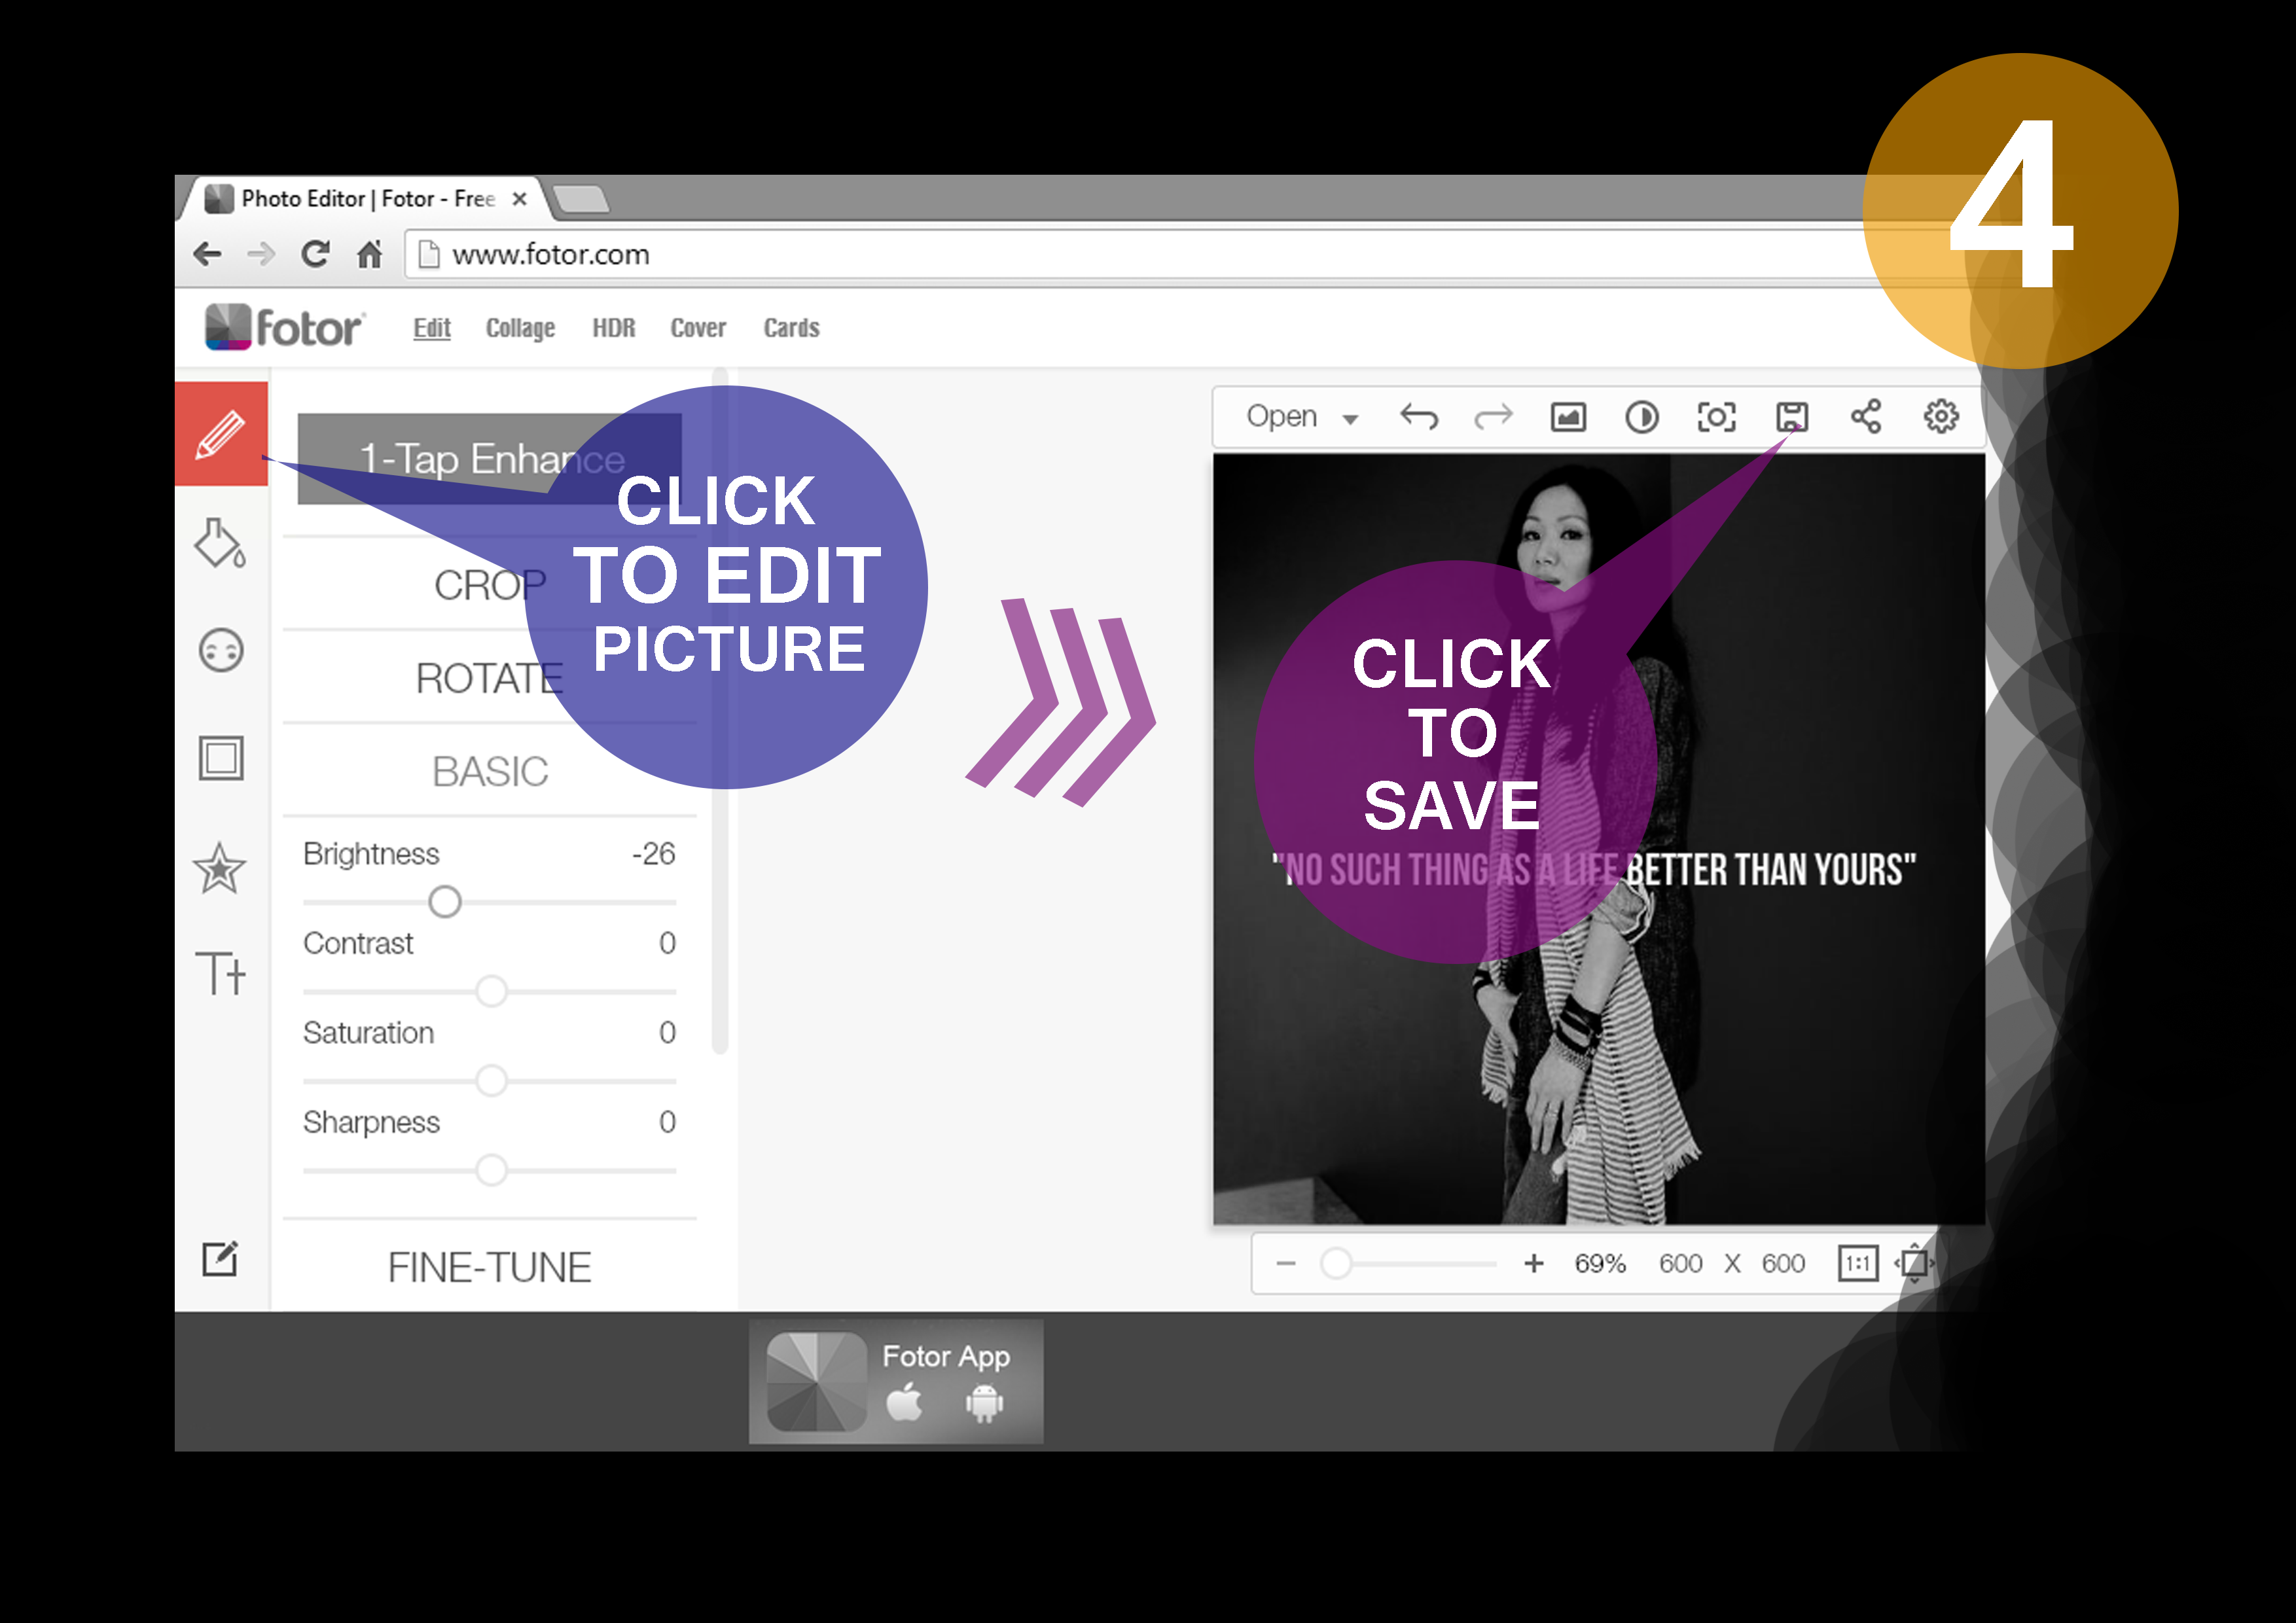 4
Photo Editor | Fotor - Free
www.fotor.com
fotor
Edit Collage HDR Cover Cards
1-Tap Enhance
CROP
ROTATE
BASIC
Brightness -26
Contrast 0
Saturation 0
Sharpness 0
FINE-TUNE
Tt
CLICK
TO EDIT
PICTURE
Open
CLICK
TO
SAVE
"NO SUCH THING AS A LIFE BETTER THAN YOURS"
69% 600 X 600 1:1
Fotor App